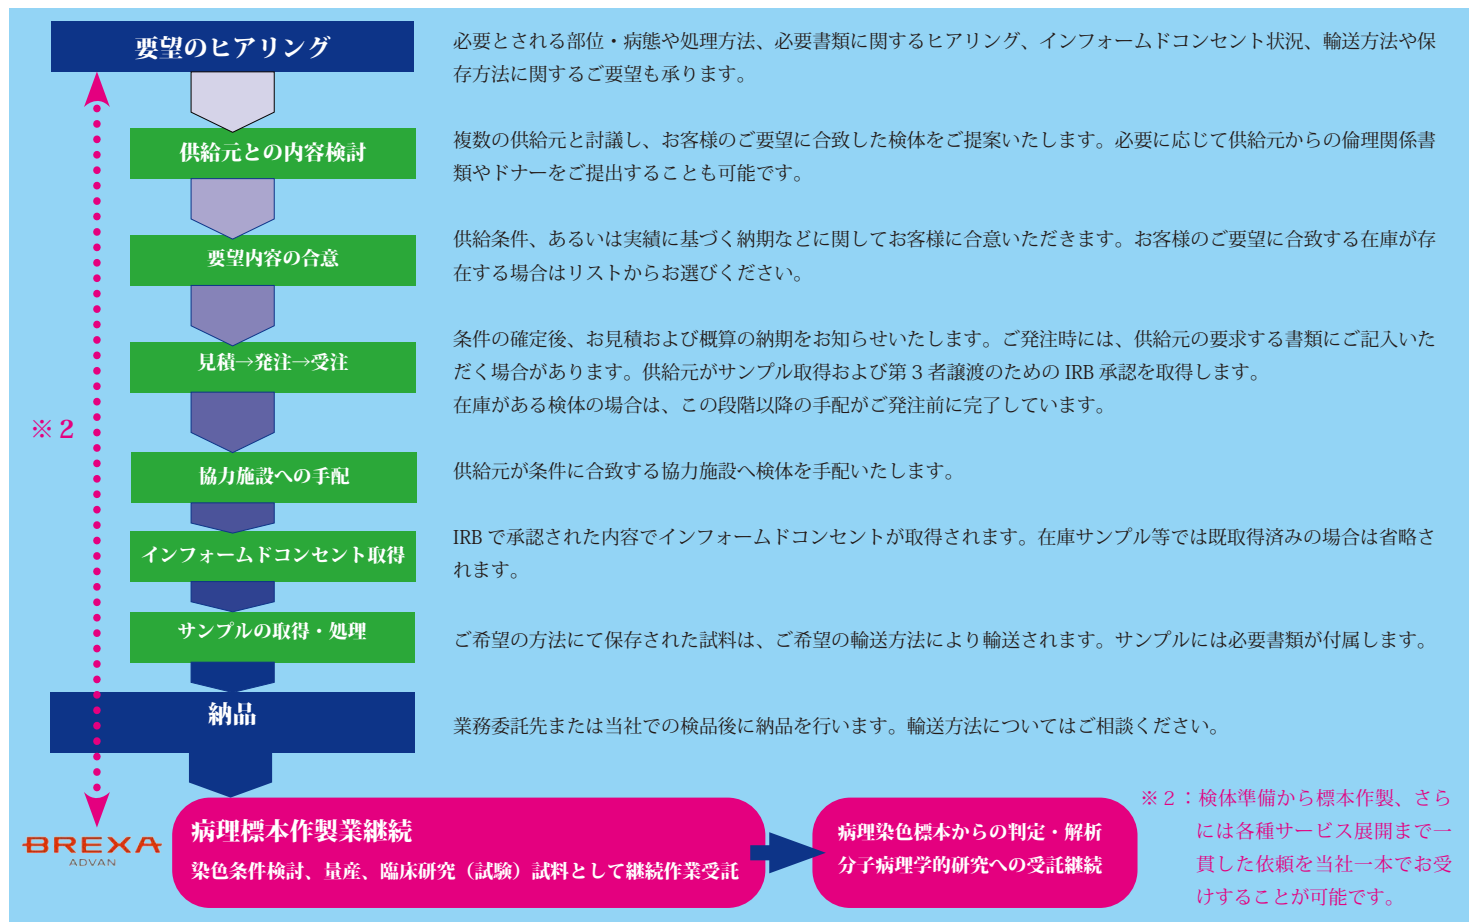 要望のヒアリング
必要とされる部位・病態や処理方法、必要書類に関するヒアリング、インフォームドコンセント状況、輸送方法や保
存方法に関するご要望も承ります。
供給元との内容検討
複数の供給元と討議し、お客様のご要望に合致した検体をご提案いたします。必要に応じて供給元からの倫理関係書
類やドナーをご提出することも可能です。
要望内容の合意
供給条件、あるいは実績に基づく納期などに関してお客様に合意いただきます。お客様のご要望に合致する在庫が存
在する場合はリストからお選びください。
見積→発注→受注
条件の確定後、お見積および概算の納期をお知らせいたします。ご発注時には、供給元の要求する書類にご記入いた
だく場合があります。供給元がサンプル取得および第3者譲渡のための IRB 承認を取得します。
在庫がある検体の場合は、この段階以降の手配がご発注前に完了しています。
※2
協力施設への手配
供給元が条件に合致する協力施設へ検体を手配いたします。
インフォームドコンセント取得
IRB で承認された内容でインフォームドコンセントが取得されます。在庫サンプル等では既取得済みの場合は省略さ
れます。
サンプルの取得・処理
ご希望の方法にて保存された試料は、ご希望の輸送方法により輸送されます。サンプルには必要書類が付属します。
納品
業務委託先または当社での検品後に納品を行います。輸送方法についてはご相談ください。
BREXA
ADVAN
病理標本作製業継続
染色条件検討、量産、臨床研究（試験）試料として継続作業受託
病理染色標本からの判定・解析
分子病理学的研究への受託継続
※2：検体準備から標本作製、さら
には各種サービス展開まで一
貫した依頼を当社一本でお受
けすることが可能です。